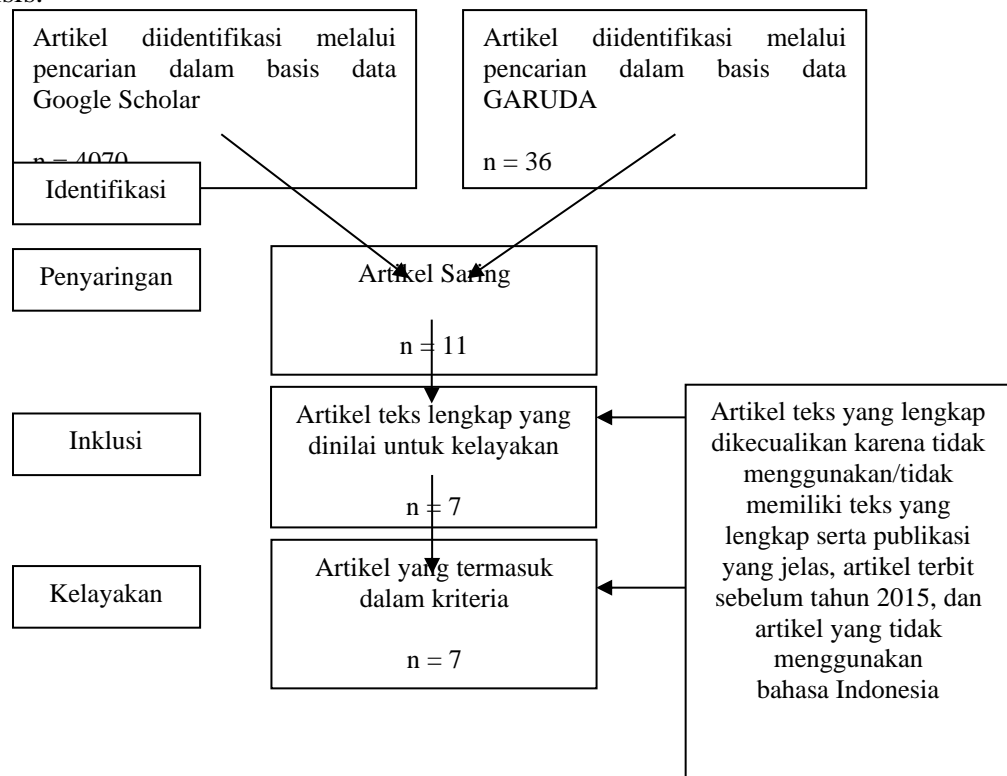 Artikel diidentifikasi melalui
pencarian dalam basis data
Google Scholar
n = 4070
Artikel diidentifikasi melalui
pencarian dalam basis data
GARUDA
n = 36
Identifikasi
Penyaringan
Artikel Saring
n = 11
Inklusi
Artikel teks lengkap yang
dinilai untuk kelayakan
n = 7
Artikel teks yang lengkap
dikecualikan karena tidak
menggunakan/tidak
memiliki teks yang
lengkap serta publikasi
yang jelas, artikel terbit
sebelum tahun 2015, dan
artikel yang tidak
menggunakan
bahasa Indonesia
Kelayakan
Artikel yang termasuk
dalam kriteria
n = 7